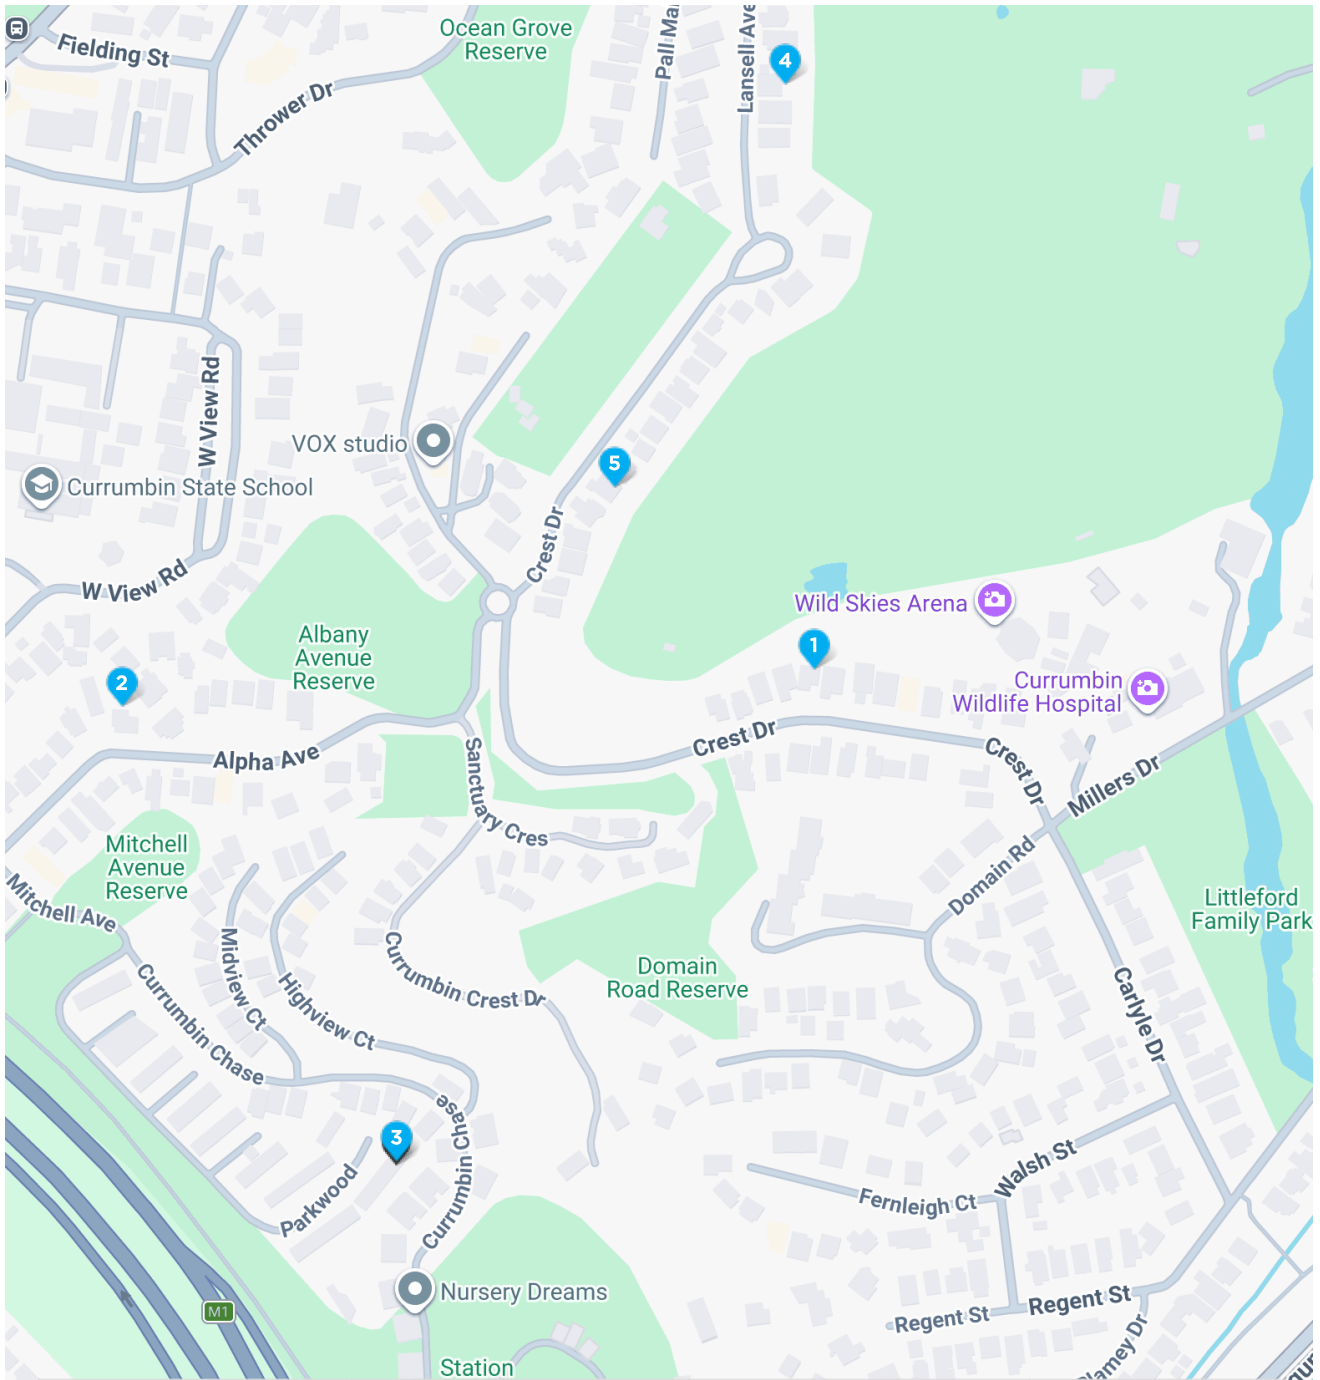 Ocean Grove
Reserve
Fielding St
Pall Ma
Lansell Ave
4
Thrower Dr
W View Rd
VOX studio
5
Currumbin State School
Crest Dr
W View Rd
Wild Skies Arena
Albany
Avenue
Reserve
1
2
Currumbin
Wildlife Hospital
Alpha Ave
Sanctuary Cres
Crest Dr
Crest Dr
Millers Dr
Mitchell
Avenue
Reserve
Domain Rd
Mitchell Ave
Littleford
Family Park
Midview Ct
Highview Ct
Currumbin Chase
Currumbin Crest Dr
Domain
Road Reserve
Carlyle Dr
3
Currumbin Chase
Parkwood
Walsh St
Fernleigh Ct
Nursery Dreams
M1
Regent St
Regent St
Station